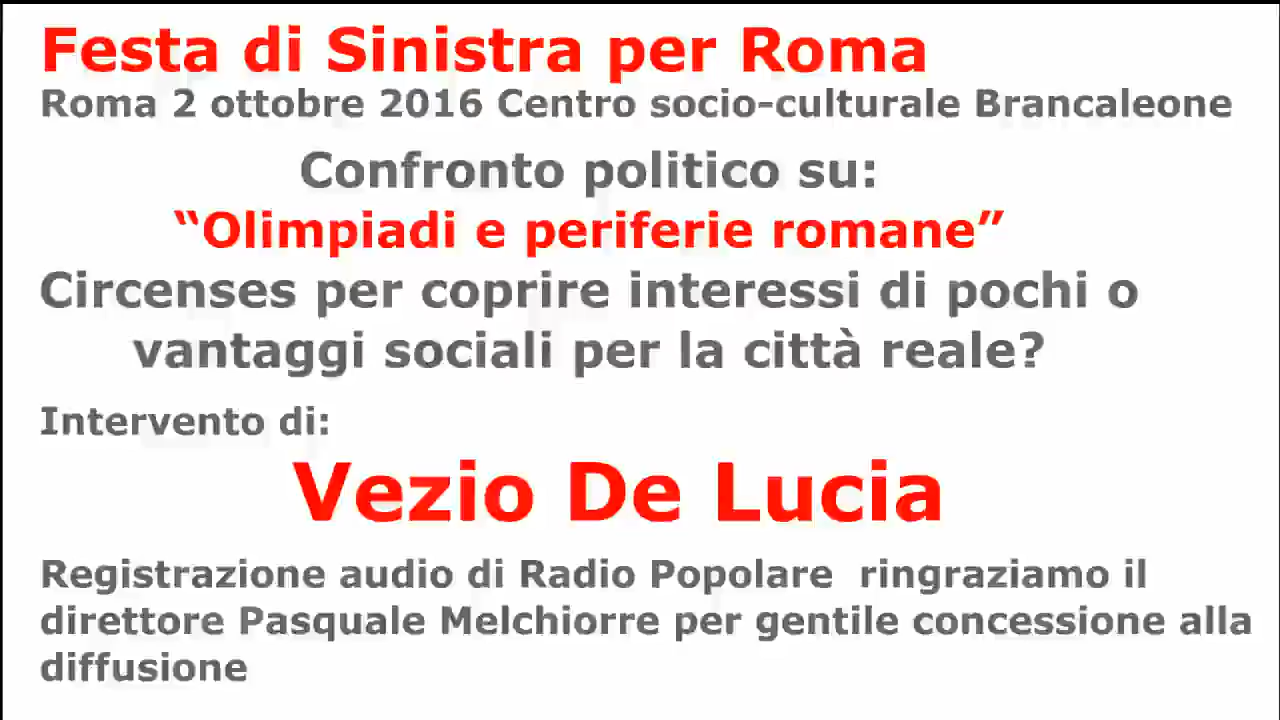 Festa di Sinistra per Roma
Roma 2 ottobre 2016 Centro socio-culturale Brancaleone
Confronto politico su:
“Olimpiadi e periferie romane”
Circenses per coprire interessi di pochi o
vantaggi sociali per la città reale?
Intervento di:
Vezio De Lucia
Registrazione audio di Radio Popolare  ringraziamo il
direttore Pasquale Melchiorre per gentile concessione alla
diffusione